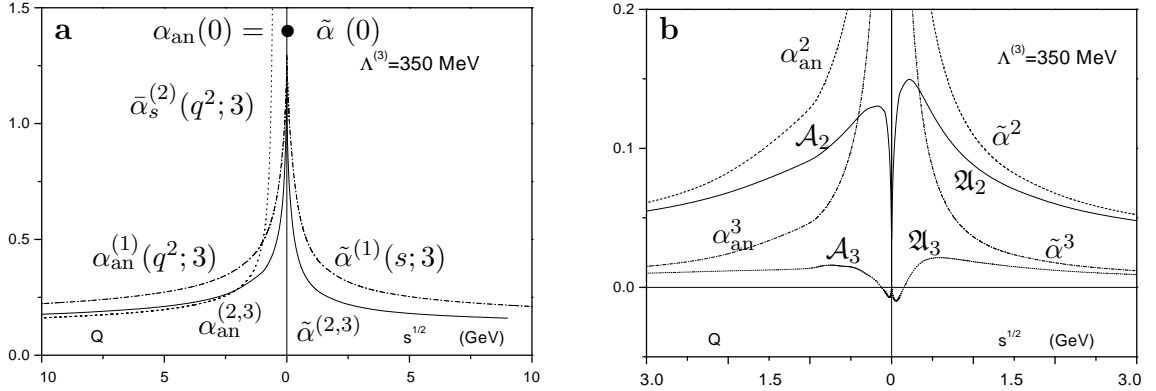 a
α_an(0) = α̃ (0)
Λ^(3)=350 MeV
ᾱ_s^(2)(q²;3)
α_an^(1)(q²;3)
α̃^(1)(s;3)
α_an^(2,3)
α̃^(2,3)
Q
s^1/2 (GeV)
1.5
1.0
0.5
0.0
10 5 0 5 10
b
α_an^2
Λ^(3)=350 MeV
𝒜_2
α̃^2
𝔄_2
α_an^3
𝒜_3
𝔄_3
α̃^3
Q
s^1/2 (GeV)
0.2
0.1
0.0
3.0 1.5 0 1.5 3.0